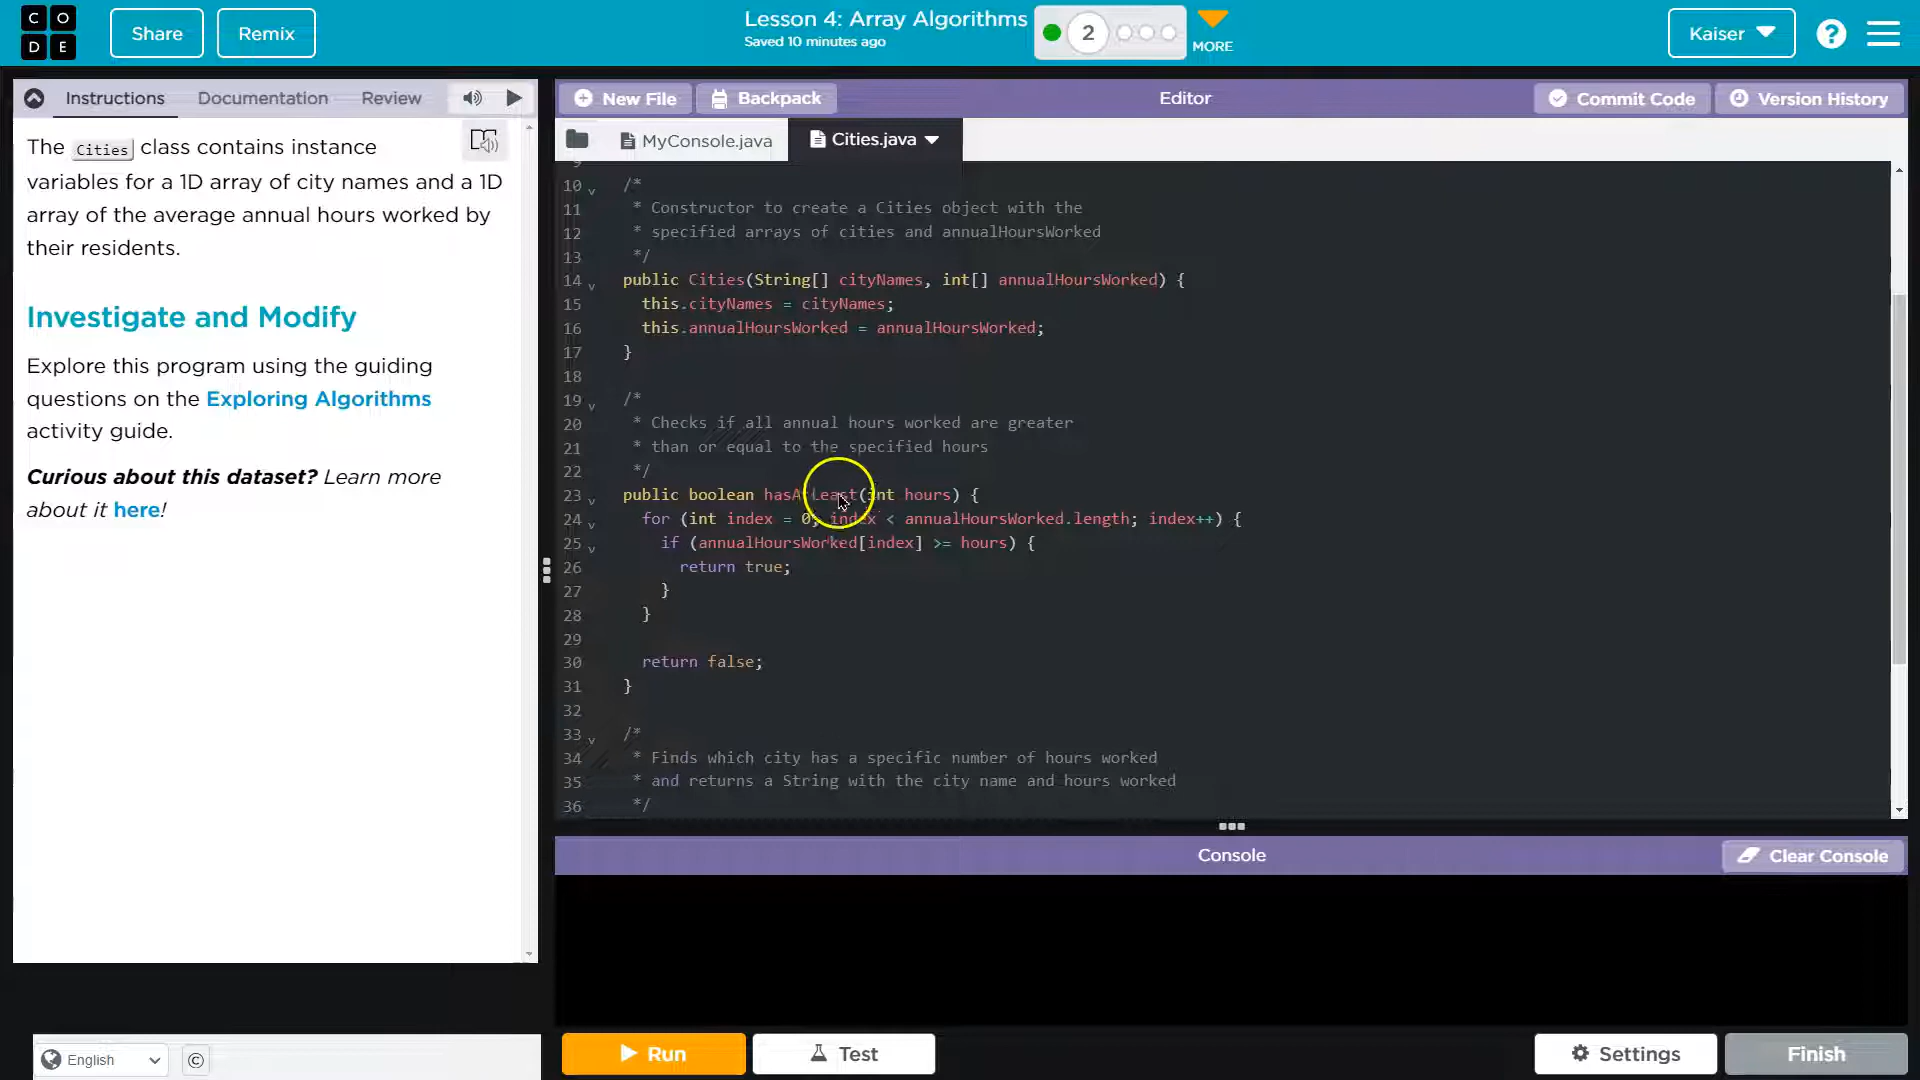 CODE
Share
Remix
Lesson 4: Array Algorithms
Saved 10 minutes ago
2
MORE
Kaiser
?
Instructions
Documentation
Review
The Cities class contains instance
variables for a 1D array of city names and a 1D
array of the average annual hours worked by
their residents.
Investigate and Modify
Explore this program using the guiding
questions on the Exploring Algorithms
activity guide.
Curious about this dataset? Learn more
about it here!
English
©
New File
Backpack
Editor
Commit Code
Version History
MyConsole.java
Cities.java
9
10 /*
11 * Constructor to create a Cities object with the
12 * specified arrays of cities and annualHoursWorked
13 */
14 public Cities(String[] cityNames, int[] annualHoursWorked) {
15 this.cityNames = cityNames;
16 this.annualHoursWorked = annualHoursWorked;
17 }
18
19 /*
20 * Checks if all annual hours worked are greater
21 * than or equal to the specified hours
22 */
23 public boolean hasAtLeast(int hours) {
24 for (int index = 0; index < annualHoursWorked.length; index++) {
25 if (annualHoursWorked[index] >= hours) {
26 return true;
27 }
28 }
29
30 return false;
31 }
32
33 /*
34 * Finds which city has a specific number of hours worked
35 * and returns a String with the city name and hours worked
36 */
Console
Clear Console
Run
Test
Settings
Finish